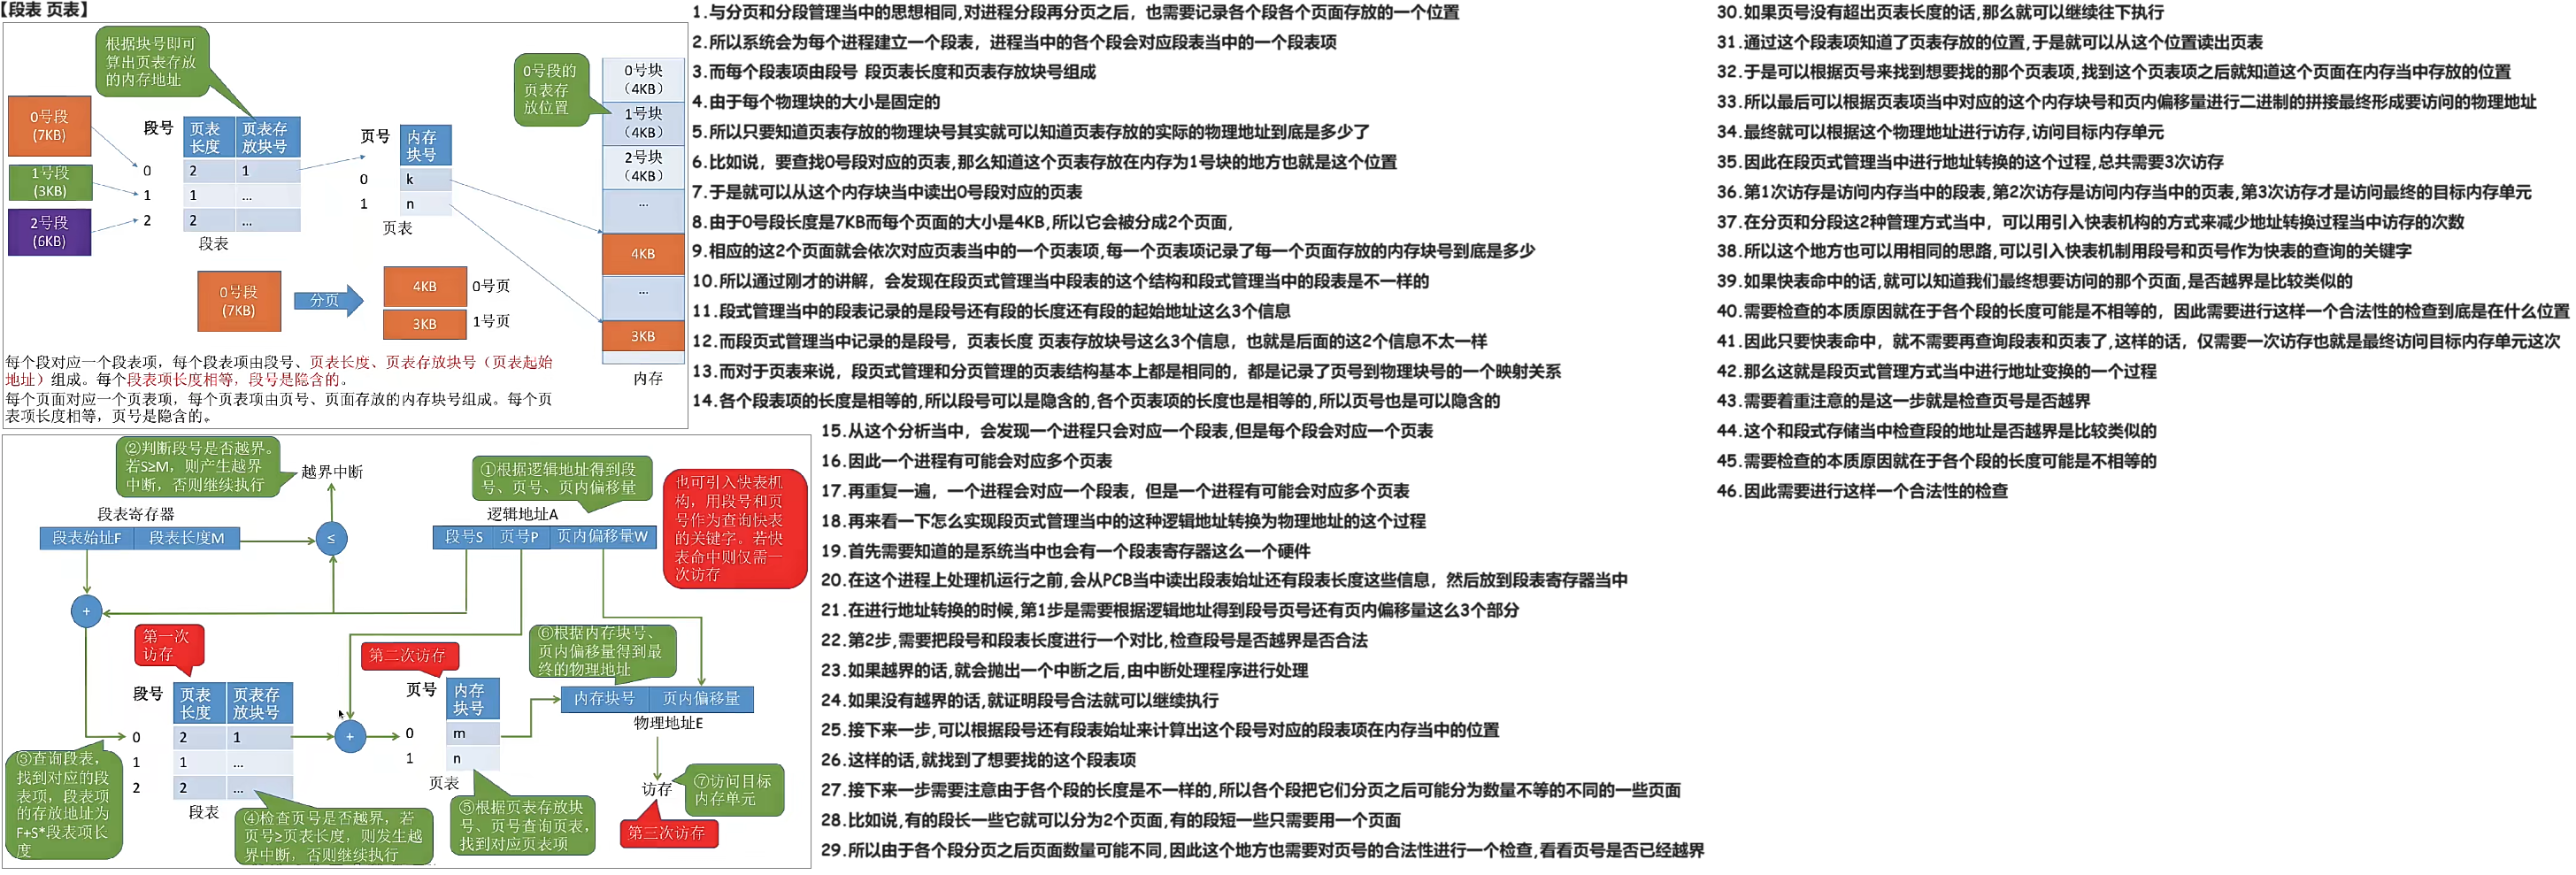 【段表 页表】
根据块号即可
算出页表存放
的内存地址
0号段的
页表存
放位置
0号块
（4KB）
1号块
（4KB）
2号块
（4KB）
...
4KB
...
3KB
内存
0号段
(7KB)
1号段
(3KB)
2号段
(6KB)
段号 页表长度 页表存放块号
0 2 1
1 1 ...
2 2 ...
段表
页号 内存块号
0 k
1 n
页表
0号段
(7KB)
分页
4KB 0号页
3KB 1号页
每个段对应一个段表项，每个段表项由段号、页表长度、页表存放块号（页表起始
地址）组成。每个段表项长度相等，段号是隐含的。
每个页面对应一个页表项，每个页表项由页号、页面存放的内存块号组成。每个页
表项长度相等，页号是隐含的。
②判断段号是否越界。
若S≥M，则产生越界
中断，否则继续执行
越界中断
①根据逻辑地址得到段
号、页号、页内偏移量
也可引入快表机
构，用段号和页
号作为查询快表
的关键字。若快
表命中则仅需一
次访存
段表寄存器
段表始址F 段表长度M
≤
逻辑地址A
段号S 页号P 页内偏移量W
+
第一次
访存
第二次访存
⑥根据内存块号、
页内偏移量得到最
终的物理地址
段号 页表长度 页表存放块号
0 2 1
1 1 ...
2 2 ...
段表
+
页号 内存块号
0 m
1 n
页表
内存块号 页内偏移量
物理地址E
访存
⑦访问目标
内存单元
第三次访存
③查询段表，
找到对应的段
表项，段表项
的存放地址为
F+S*段表项长
度
④检查页号是否越界，若
页号≥页表长度，则发生越
界中断，否则继续执行
⑤根据页表存放块
号、页号查询页表，
找到对应页表项
1.与分页和分段管理当中的思想相同,对进程分段再分页之后，也需要记录各个段各个页面存放的一个位置
2.所以系统会为每个进程建立一个段表，进程当中的各个段会对应段表当中的一个段表项
3.而每个段表项由段号 段页表长度和页表存放块号组成
4.由于每个物理块的大小是固定的
5.所以只要知道页表存放的物理块号其实就可以知道页表存放的实际的物理地址到底是多少了
6.比如说，要查找0号段对应的页表,那么知道这个页表存放在内存为1号块的地方也就是这个位置
7.于是就可以从这个内存块当中读出0号段对应的页表
8.由于0号段长度是7KB而每个页面的大小是4KB,所以它会被分成2个页面,
9.相应的这2个页面就会依次对应页表当中的一个页表项,每一个页表项记录了每一个页面存放的内存块号到底是多少
10.所以通过刚才的讲解，会发现在段页式管理当中段表的这个结构和段式管理当中的段表是不一样的
11.段式管理当中的段表记录的是段号还有段的长度还有段的起始地址这么3个信息
12.而段页式管理当中记录的是段号，页表长度 页表存放块号这么3个信息，也就是后面的这2个信息不太一样
13.而对于页表来说，段页式管理和分页管理的页表结构基本上都是相同的，都是记录了页号到物理块号的一个映射关系
14.各个段表项的长度是相等的,所以段号可以是隐含的,各个页表项的长度也是相等的,所以页号也是可以隐含的
15.从这个分析当中，会发现一个进程只会对应一个段表,但是每个段会对应一个页表
16.因此一个进程有可能会对应多个页表
17.再重复一遍，一个进程会对应一个段表，但是一个进程有可能会对应多个页表
18.再来看一下怎么实现段页式管理当中的这种逻辑地址转换为物理地址的这个过程
19.首先需要知道的是系统当中也会有一个段表寄存器这么一个硬件
20.在这个进程上处理机运行之前,会从PCB当中读出段表始址还有段表长度这些信息，然后放到段表寄存器当中
21.在进行地址转换的时候,第1步是需要根据逻辑地址得到段号页号还有页内偏移量这么3个部分
22.第2步,需要把段号和段表长度进行一个对比,检查段号是否越界是否合法
23.如果越界的话,就会抛出一个中断之后,由中断处理程序进行处理
24.如果没有越界的话,就证明段号合法就可以继续执行
25.接下来一步,可以根据段号还有段表始址来计算出这个段号对应的段表项在内存当中的位置
26.这样的话,就找到了想要找的这个段表项
27.接下来一步需要注意由于各个段的长度是不一样的,所以各个段把它们分页之后可能分为数量不等的不同的一些页面
28.比如说,有的段长一些它就可以分为2个页面,有的段短一些只需要用一个页面
29.所以由于各个段分页之后页面数量可能不同,因此这个地方也需要对页号的合法性进行一个检查,看看页号是否已经越界
30.如果页号没有超出页表长度的话,那么就可以继续往下执行
31.通过这个段表项知道了页表存放的位置,于是就可以从这个位置读出页表
32.于是可以根据页号来找到想要找的那个页表项,找到这个页表项之后就知道这个页面在内存当中存放的位置
33.所以最后可以根据页表项当中对应的这个内存块号和页内偏移量进行二进制的拼接最终形成要访问的物理地址
34.最终就可以根据这个物理地址进行访存,访问目标内存单元
35.因此在段页式管理当中进行地址转换的这个过程,总共需要3次访存
36.第1次访存是访问内存当中的段表,第2次访存是访问内存当中的页表,第3次访存才是访问最终的目标内存单元
37.在分页和分段这2种管理方式当中，可以用引入快表机构的方式来减少地址转换过程当中访存的次数
38.所以这个地方也可以用相同的思路,可以引入快表机制用段号和页号作为快表的查询的关键字
39.如果快表命中的话,就可以知道我们最终想要访问的那个页面,是否越界是比较类似的
40.需要检查的本质原因就在于各个段的长度可能是不相等的，因此需要进行这样一个合法性的检查到底是在什么位置
41.因此只要快表命中，就不需要再查询段表和页表了,这样的话，仅需要一次访存也就是最终访问目标内存单元这次
42.那么这就是段页式管理方式当中进行地址变换的一个过程
43.需要着重注意的是这一步就是检查页号是否越界
44.这个和段式存储当中检查段的地址是否越界是比较类似的
45.需要检查的本质原因就在于各个段的长度可能是不相等的
46.因此需要进行这样一个合法性的检查